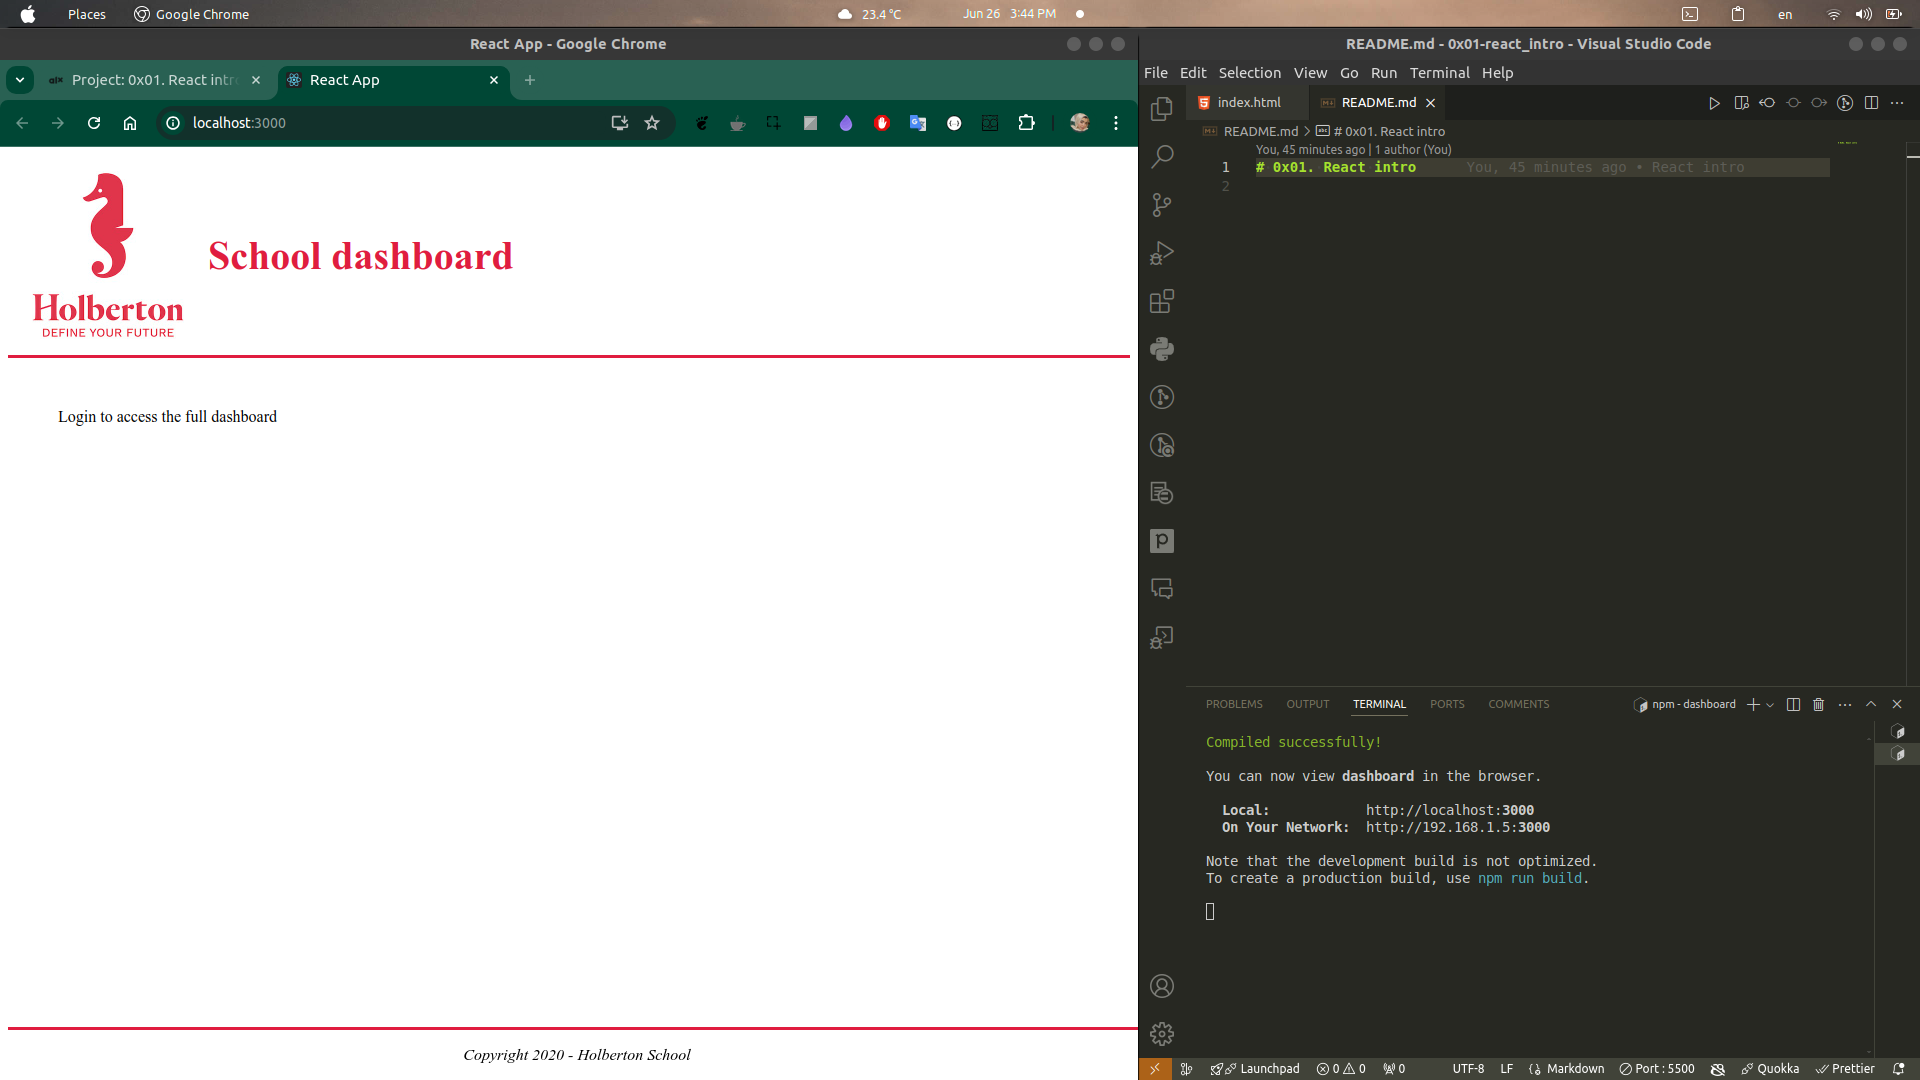 Places
Google Chrome
23.4 °C
Jun 26 3:44 PM
en
React App - Google Chrome
Project: 0x01. React intr
React App
localhost:3000
Holberton
DEFINE YOUR FUTURE
School dashboard
Login to access the full dashboard
Copyright 2020 - Holberton School
README.md - 0x01-react_intro - Visual Studio Code
File Edit Selection View Go Run Terminal Help
index.html
README.md
README.md > # 0x01. React intro
You, 45 minutes ago | 1 author (You)
1 # 0x01. React intro You, 45 minutes ago • React intro
2
PROBLEMS OUTPUT TERMINAL PORTS COMMENTS
npm - dashboard
Compiled successfully!
You can now view dashboard in the browser.
Local: http://localhost:3000
On Your Network: http://192.168.1.5:3000
Note that the development build is not optimized.
To create a production build, use npm run build.
Launchpad 0 0 0 UTF-8 LF Markdown Port : 5500 Quokka Prettier